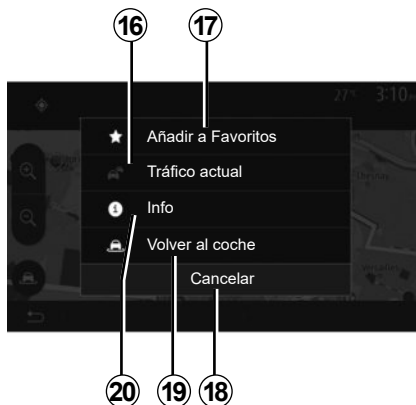 16 17
27° 3:10
Añadir a Favoritos
Tráfico actual
Info
Volver al coche
Cancelar
20 19 18